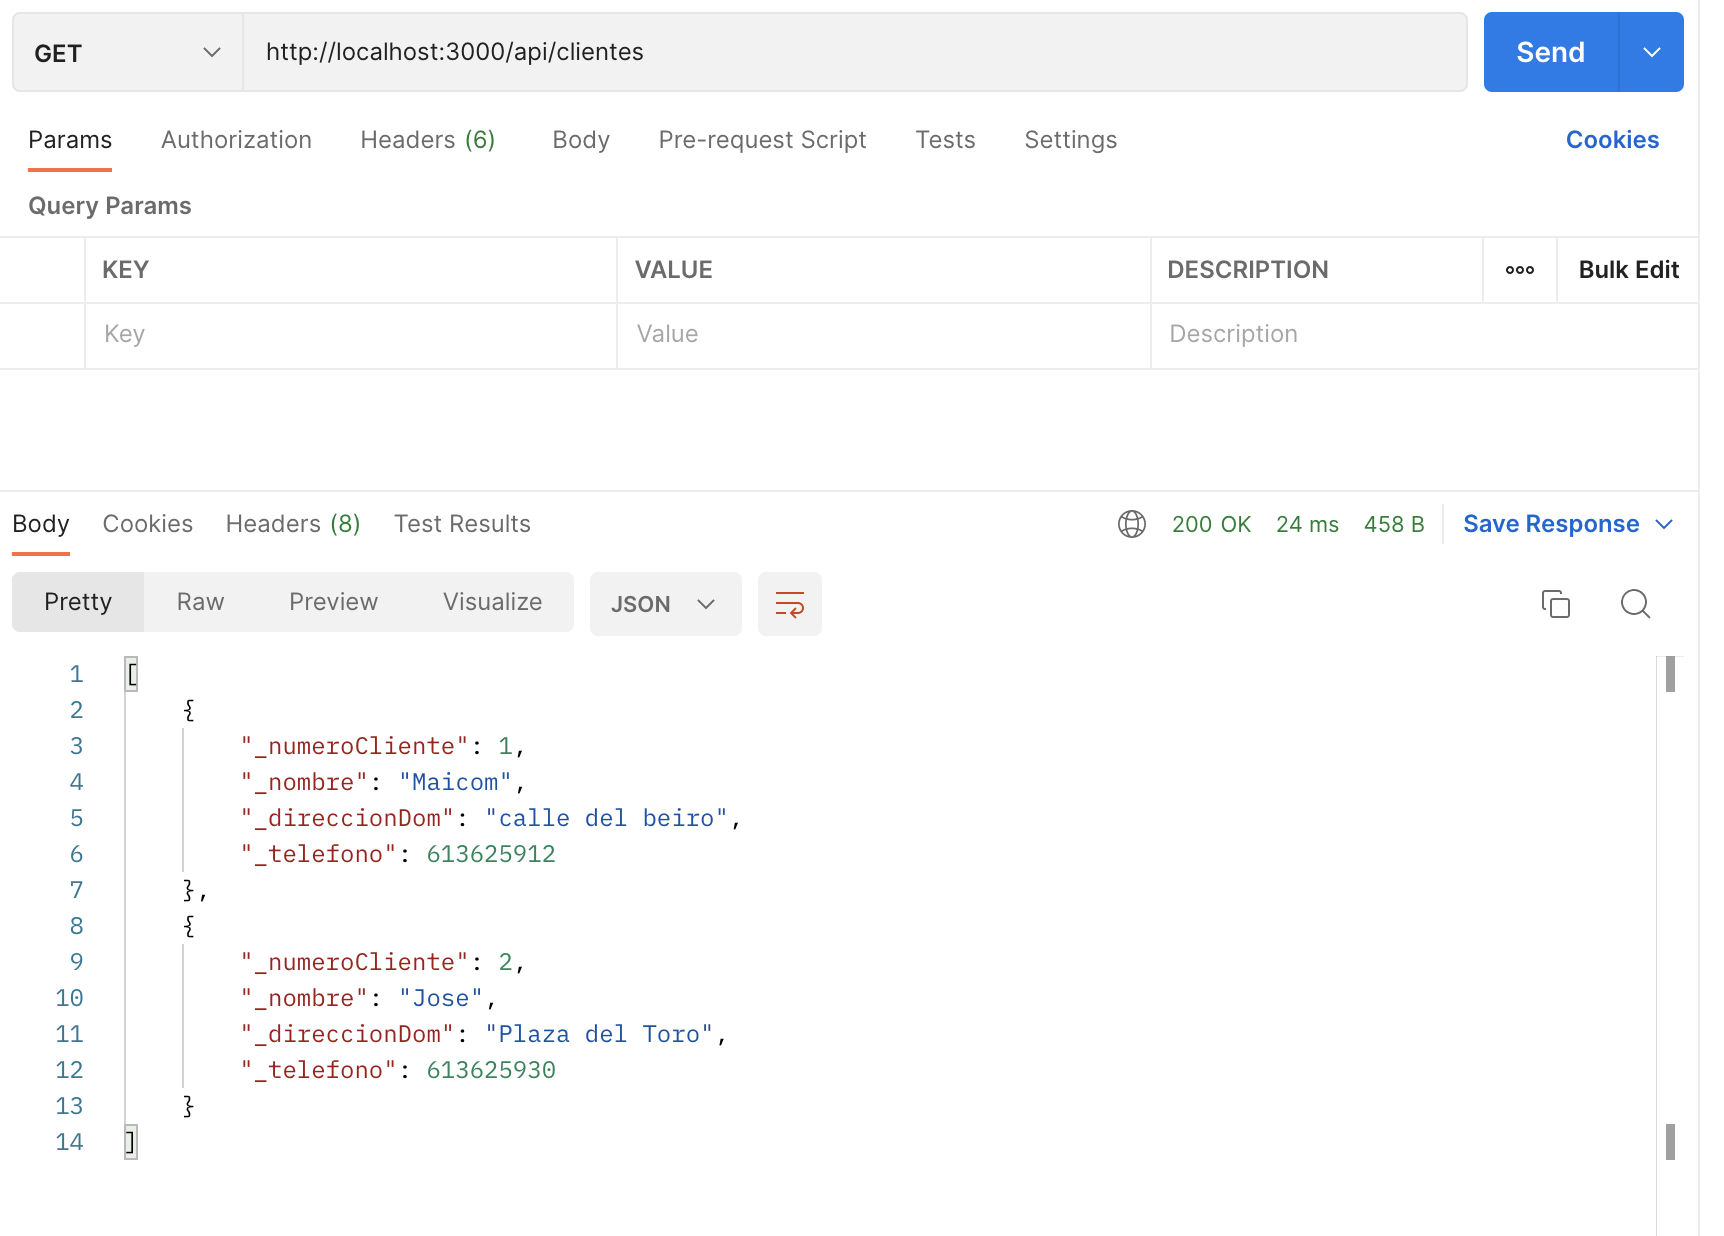 GET http://localhost:3000/api/clientes Send
Params Authorization Headers (6) Body Pre-request Script Tests Settings Cookies
Query Params
KEY VALUE DESCRIPTION ooo Bulk Edit
Key Value Description
Body Cookies Headers (8) Test Results 200 OK 24 ms 458 B Save Response
Pretty Raw Preview Visualize JSON
1 [
2 {
3 "_numeroCliente": 1,
4 "_nombre": "Maicom",
5 "_direccionDom": "calle del beiro",
6 "_telefono": 613625912
7 },
8 {
9 "_numeroCliente": 2,
10 "_nombre": "Jose",
11 "_direccionDom": "Plaza del Toro",
12 "_telefono": 613625930
13 }
14 ]